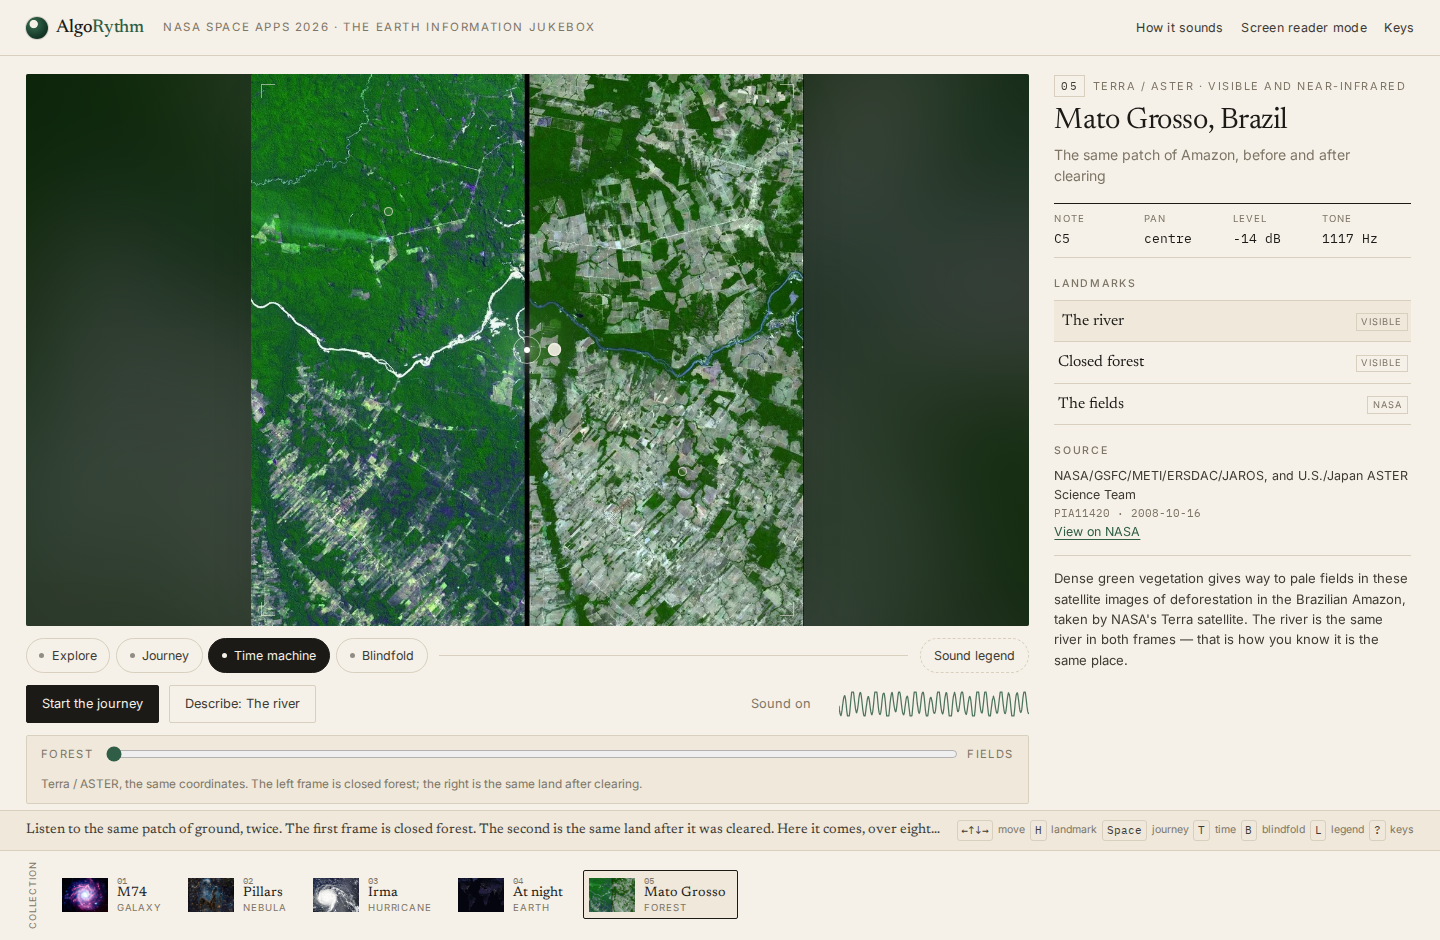 AlgoRythm
NASA SPACE APPS 2026 · THE EARTH INFORMATION JUKEBOX
How it sounds
Screen reader mode
Keys
05
TERRA / ASTER · VISIBLE AND NEAR-INFRARED
Mato Grosso, Brazil
The same patch of Amazon, before and after
clearing
NOTE PAN LEVEL TONE
C5 centre -14 dB 1117 Hz
LANDMARKS
The river VISIBLE
Closed forest VISIBLE
The fields NASA
SOURCE
NASA/GSFC/METI/ERSDAC/JAROS, and U.S./Japan ASTER
Science Team
PIA11420 · 2008-10-16
View on NASA
Dense green vegetation gives way to pale fields in these
satellite images of deforestation in the Brazilian Amazon,
taken by NASA's Terra satellite. The river is the same
river in both frames — that is how you know it is the
same place.
Explore
Journey
Time machine
Blindfold
Sound legend
Start the journey
Describe: The river
Sound on
FOREST
FIELDS
Terra / ASTER, the same coordinates. The left frame is closed forest; the right is the same land after clearing.
Listen to the same patch of ground, twice. The first frame is closed forest. The second is the same land after it was cleared. Here it comes, over eight...
←↑↓→ move H landmark Space journey T time B blindfold L legend ? keys
COLLECTION
01
M74
GALAXY
02
Pillars
NEBULA
03
Irma
HURRICANE
04
At night
EARTH
05
Mato Grosso
FOREST